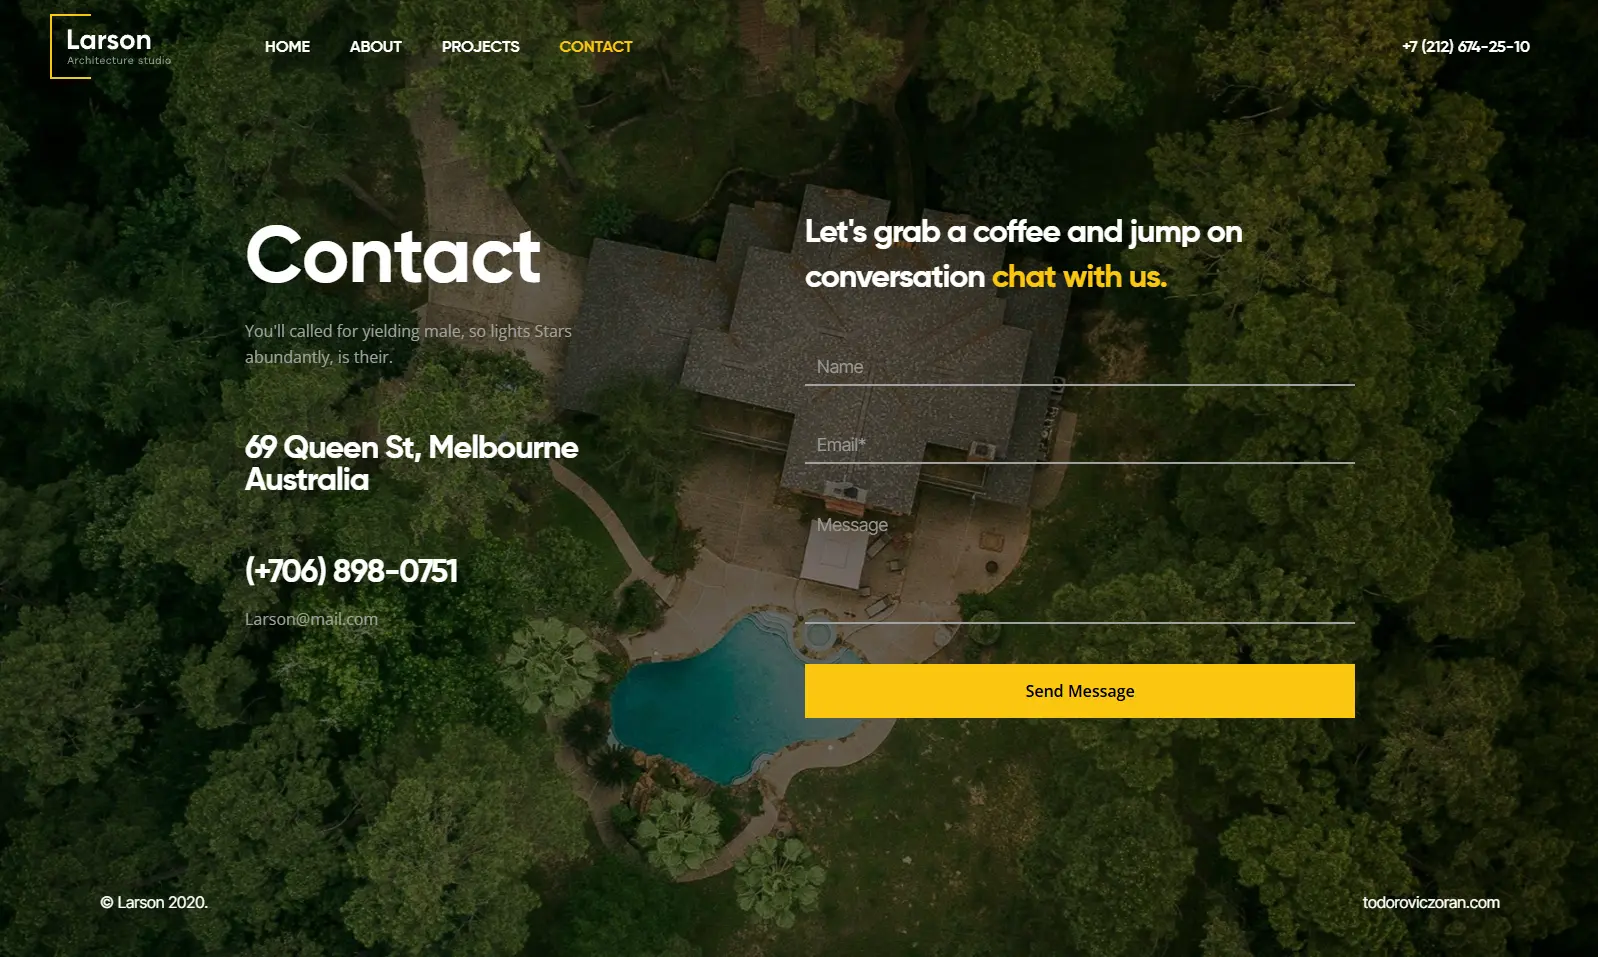 Larson
Architecture studio
HOME
ABOUT
PROJECTS
CONTACT
+7 (212) 674-25-10
Contact
You'll called for yielding male, so lights Stars
abundantly, is their.
69 Queen St, Melbourne
Australia
(+706) 898-0751
Larson@mail.com
Let's grab a coffee and jump on
conversation chat with us.
Name
Email*
Message
Send Message
© Larson 2020.
todoroviczoran.com